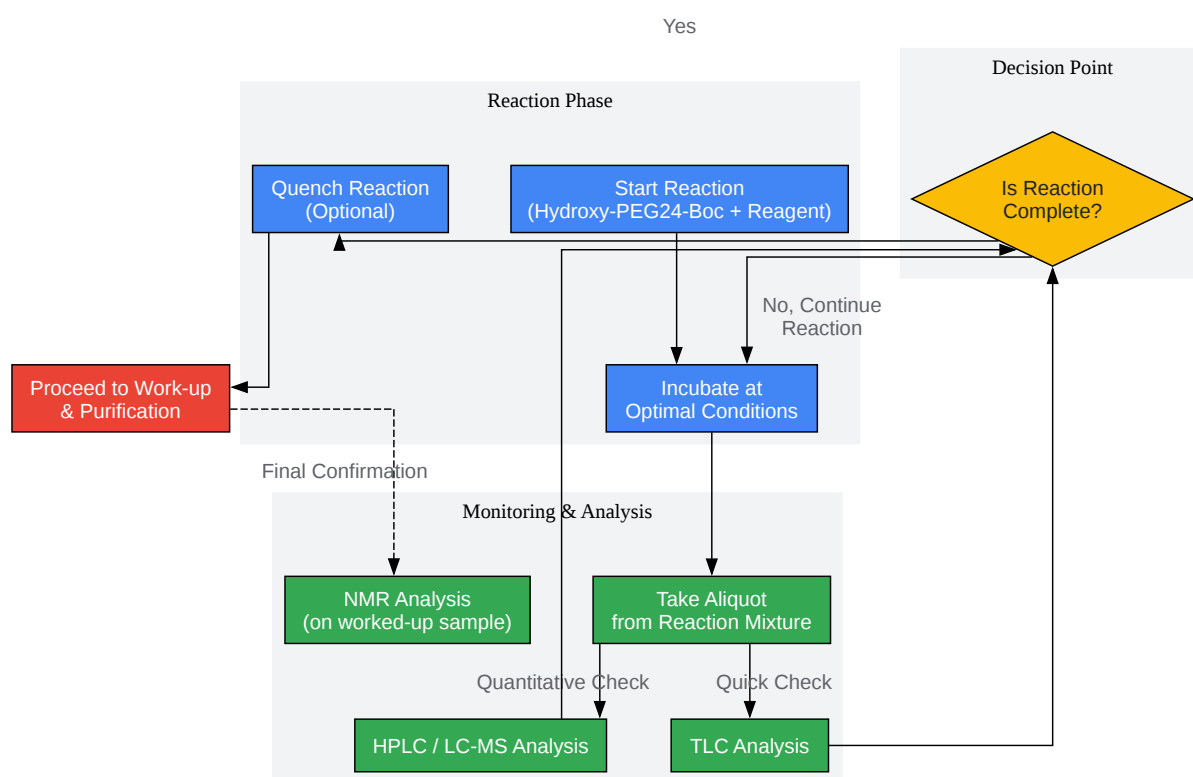 Yes
Decision Point
Reaction Phase
Quench Reaction
(Optional)
Start Reaction
(Hydroxy-PEG24-Boc + Reagent)
Is Reaction
Complete?
No, Continue
Reaction
Proceed to Work-up
& Purification
Incubate at
Optimal Conditions
Final Confirmation
Monitoring & Analysis
NMR Analysis
(on worked-up sample)
Take Aliquot
from Reaction Mixture
Quantitative Check
Quick Check
HPLC / LC-MS Analysis
TLC Analysis